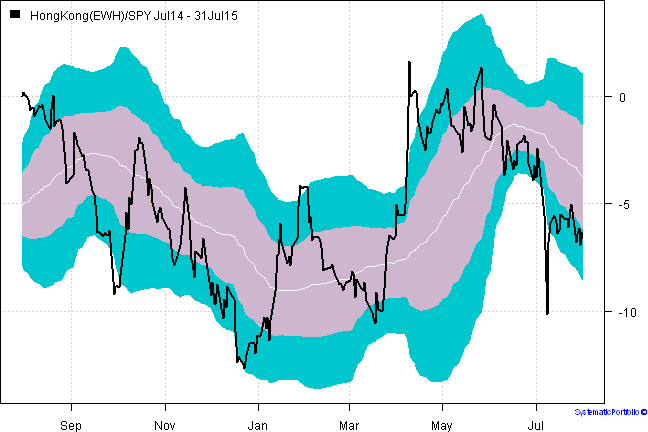 HongKong(EWH)/SPY Jul14 - 31Jul15
0
-5
-10
Sep Nov Jan Mar May Jul
SystematicPortfolio ©